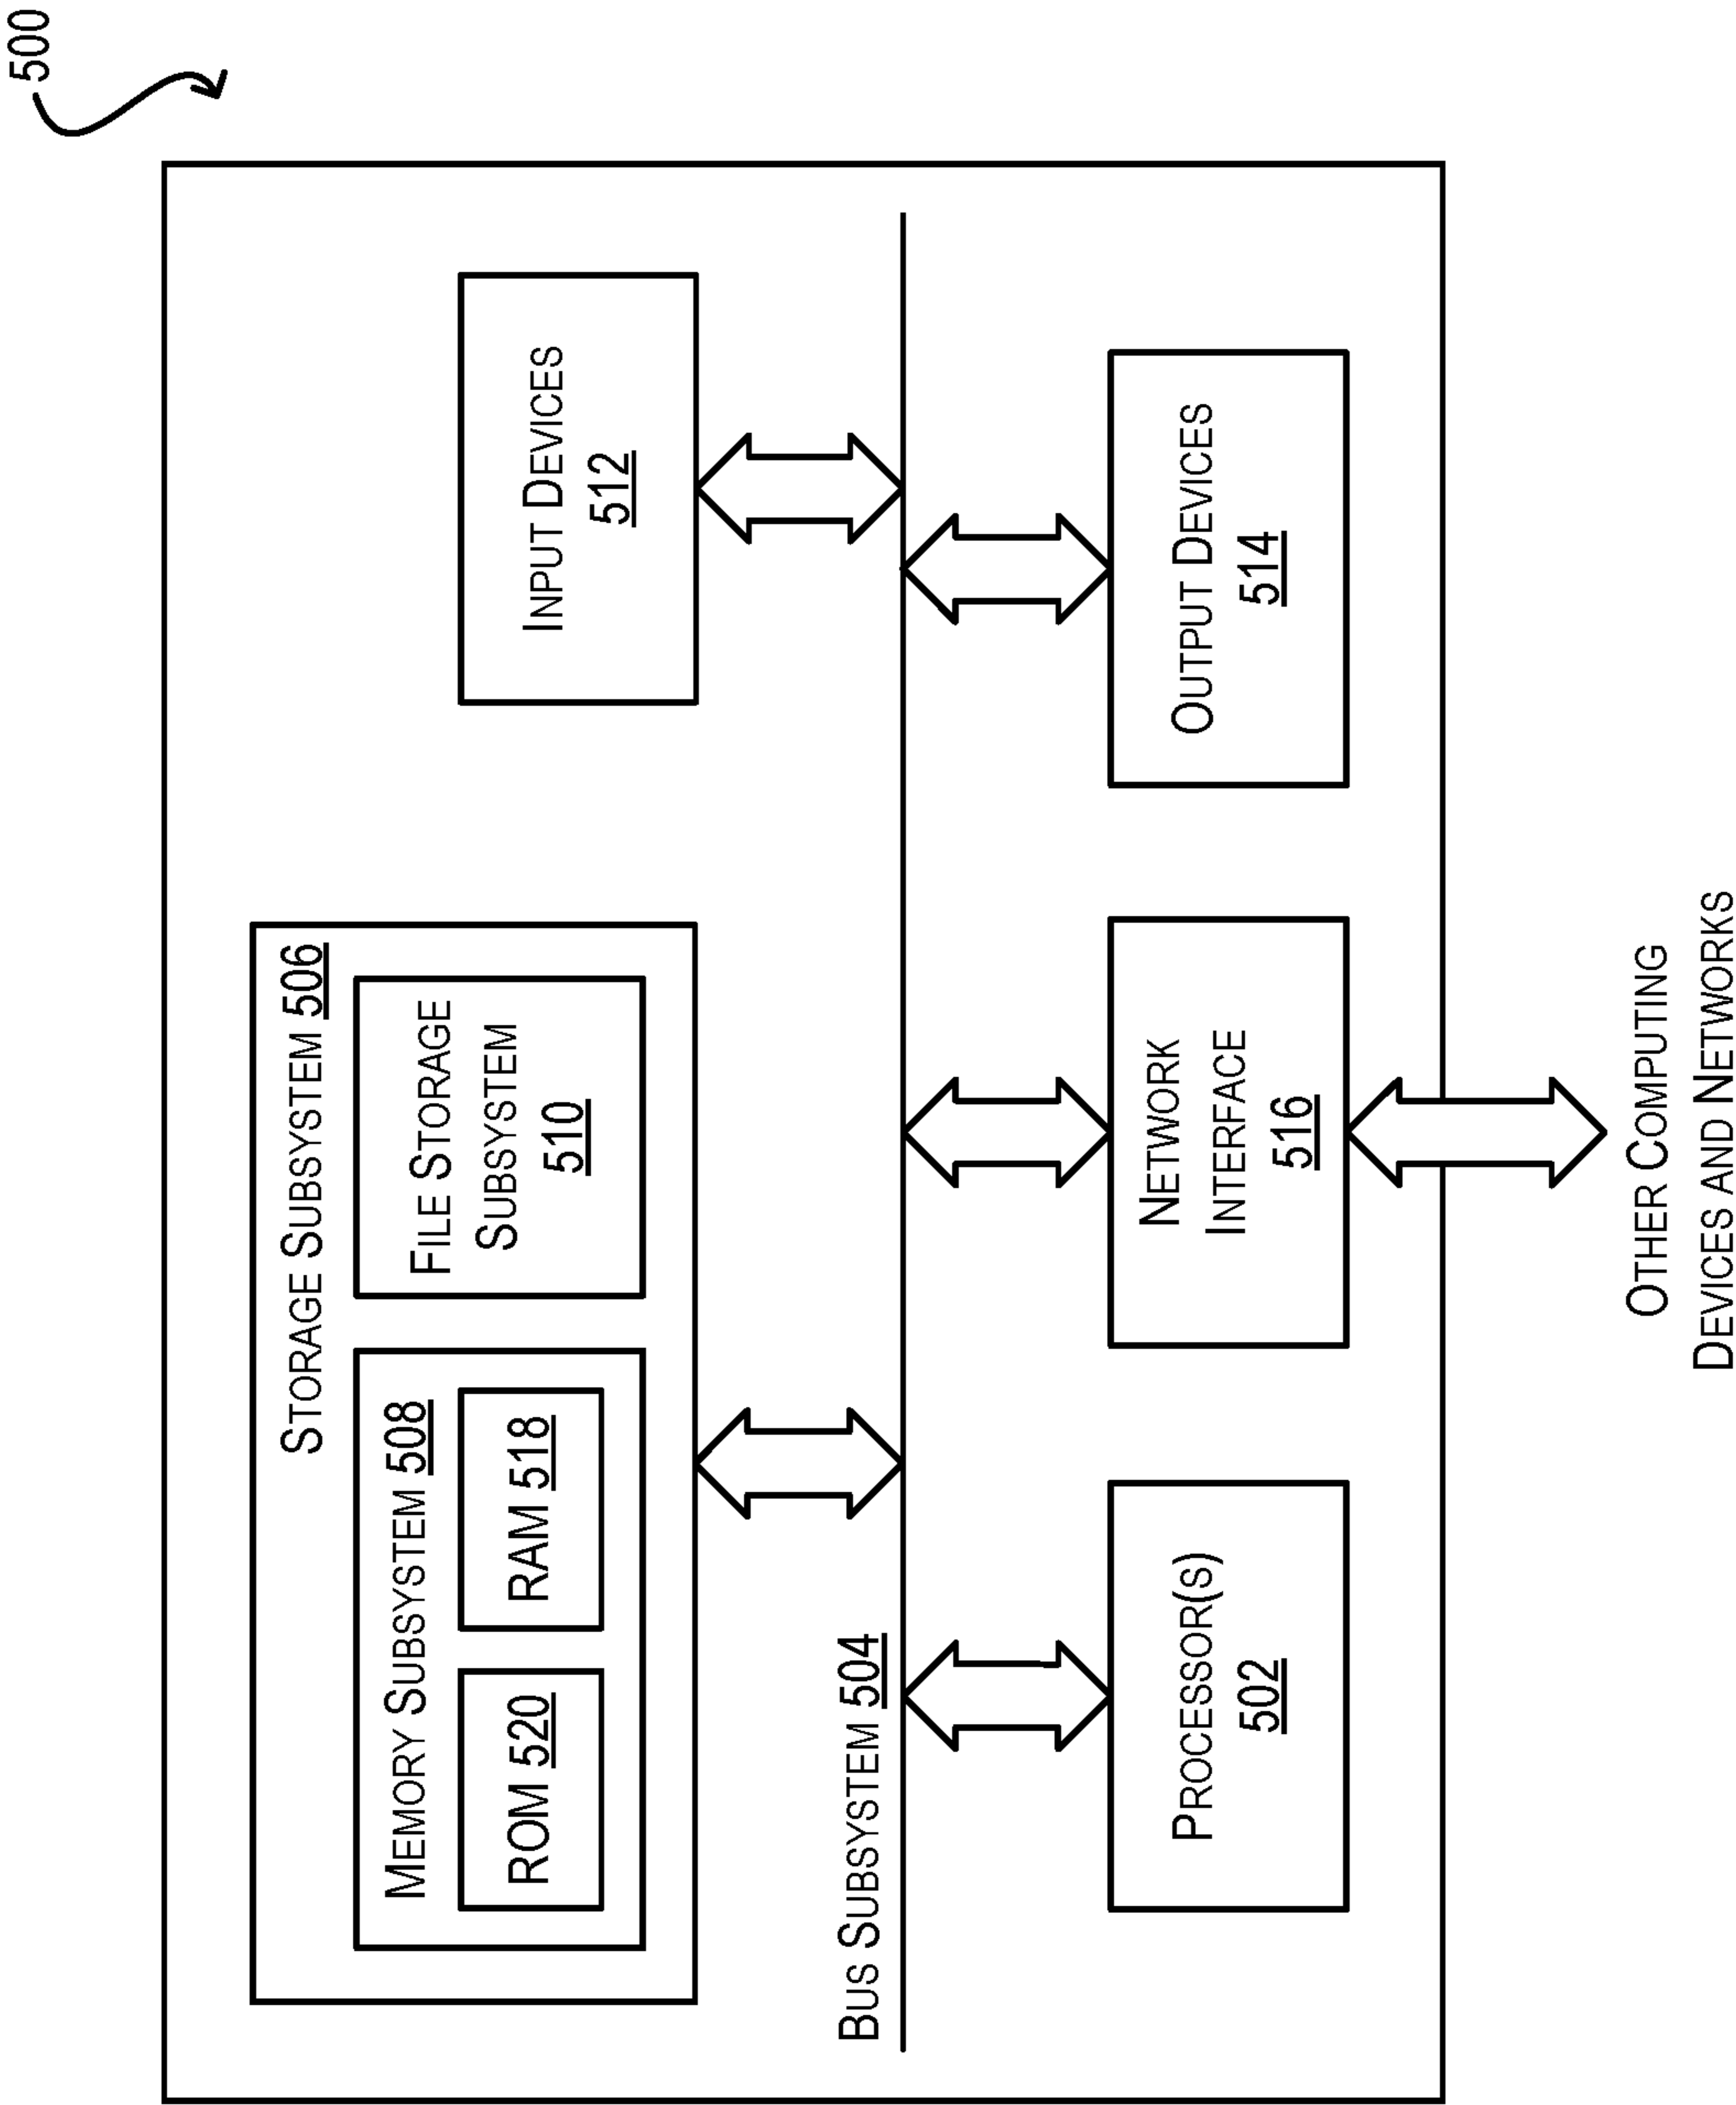 500
STORAGE SUBSYSTEM 506
MEMORY SUBSYSTEM 508
ROM 520
RAM 518
FILE STORAGE
SUBSYSTEM
510
INPUT DEVICES
512
BUS SUBSYSTEM 504
PROCESSOR(S)
502
NETWORK
INTERFACE
516
OUTPUT DEVICES
514
OTHER COMPUTING
DEVICES AND NETWORKS